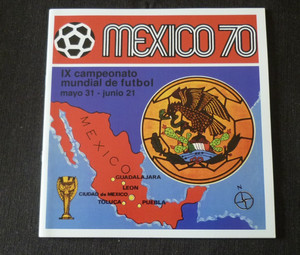 MEXICO 70
IX campeonato
mundial de futbol
mayo 31 - junio 21
MEXICO
GUADALAJARA
LEON
CIUDAD de MEXICO
TOLUCA
PUEBLA
N